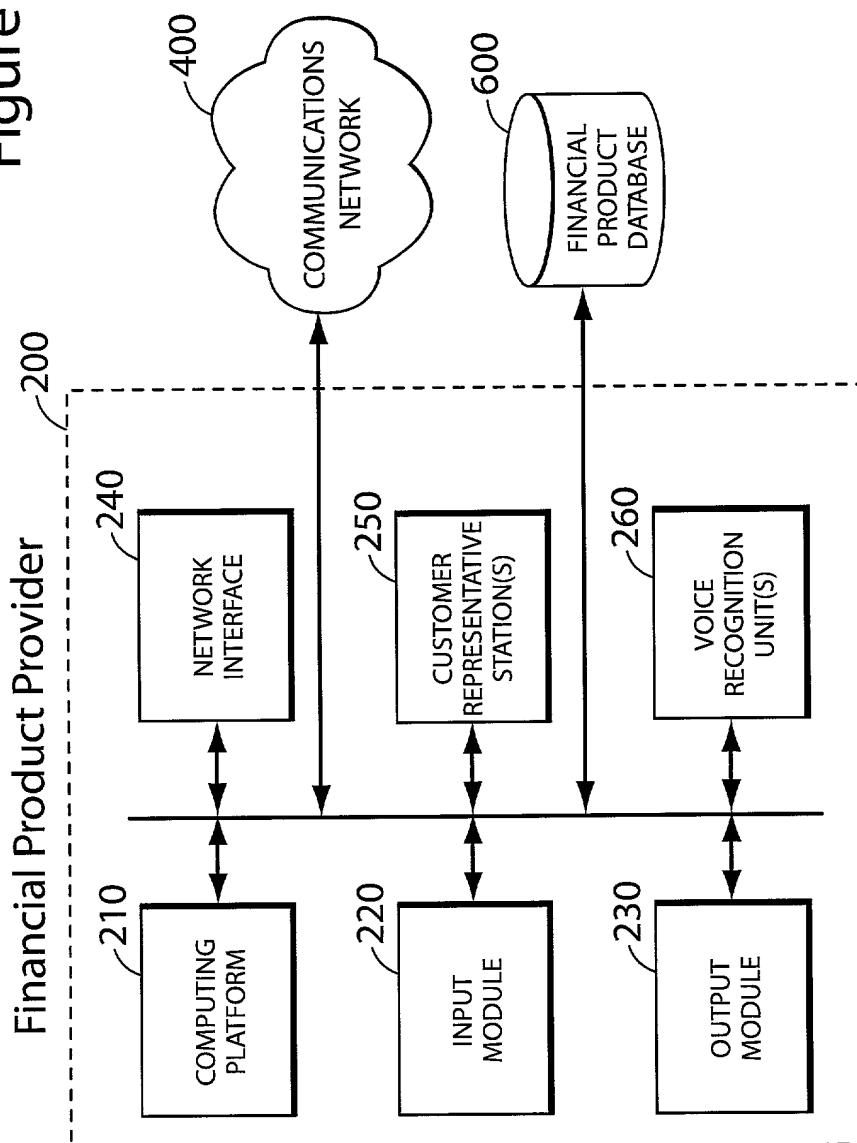 Figure
Financial Product Provider
200
210
COMPUTING
PLATFORM
240
NETWORK
INTERFACE
400
COMMUNICATIONS
NETWORK
220
INPUT
MODULE
250
CUSTOMER
REPRESENTATIVE
STATION(S)
600
FINANCIAL
PRODUCT
DATABASE
230
OUTPUT
MODULE
260
VOICE
RECOGNITION
UNIT(S)